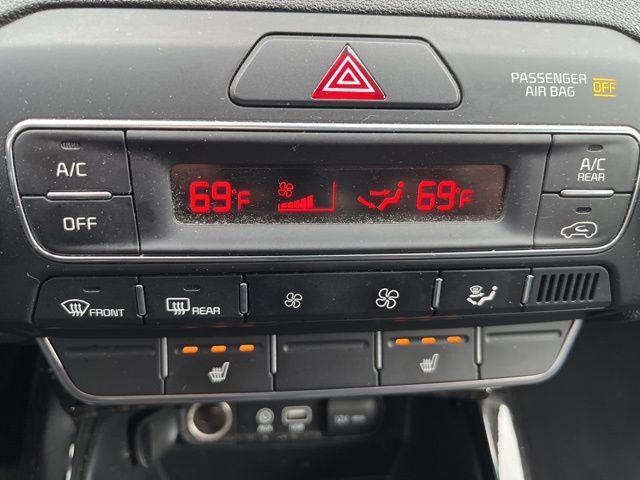 PASSENGER
AIR BAG OFF
A/C
69°F 69°F
A/C
REAR
OFF
FRONT
REAR